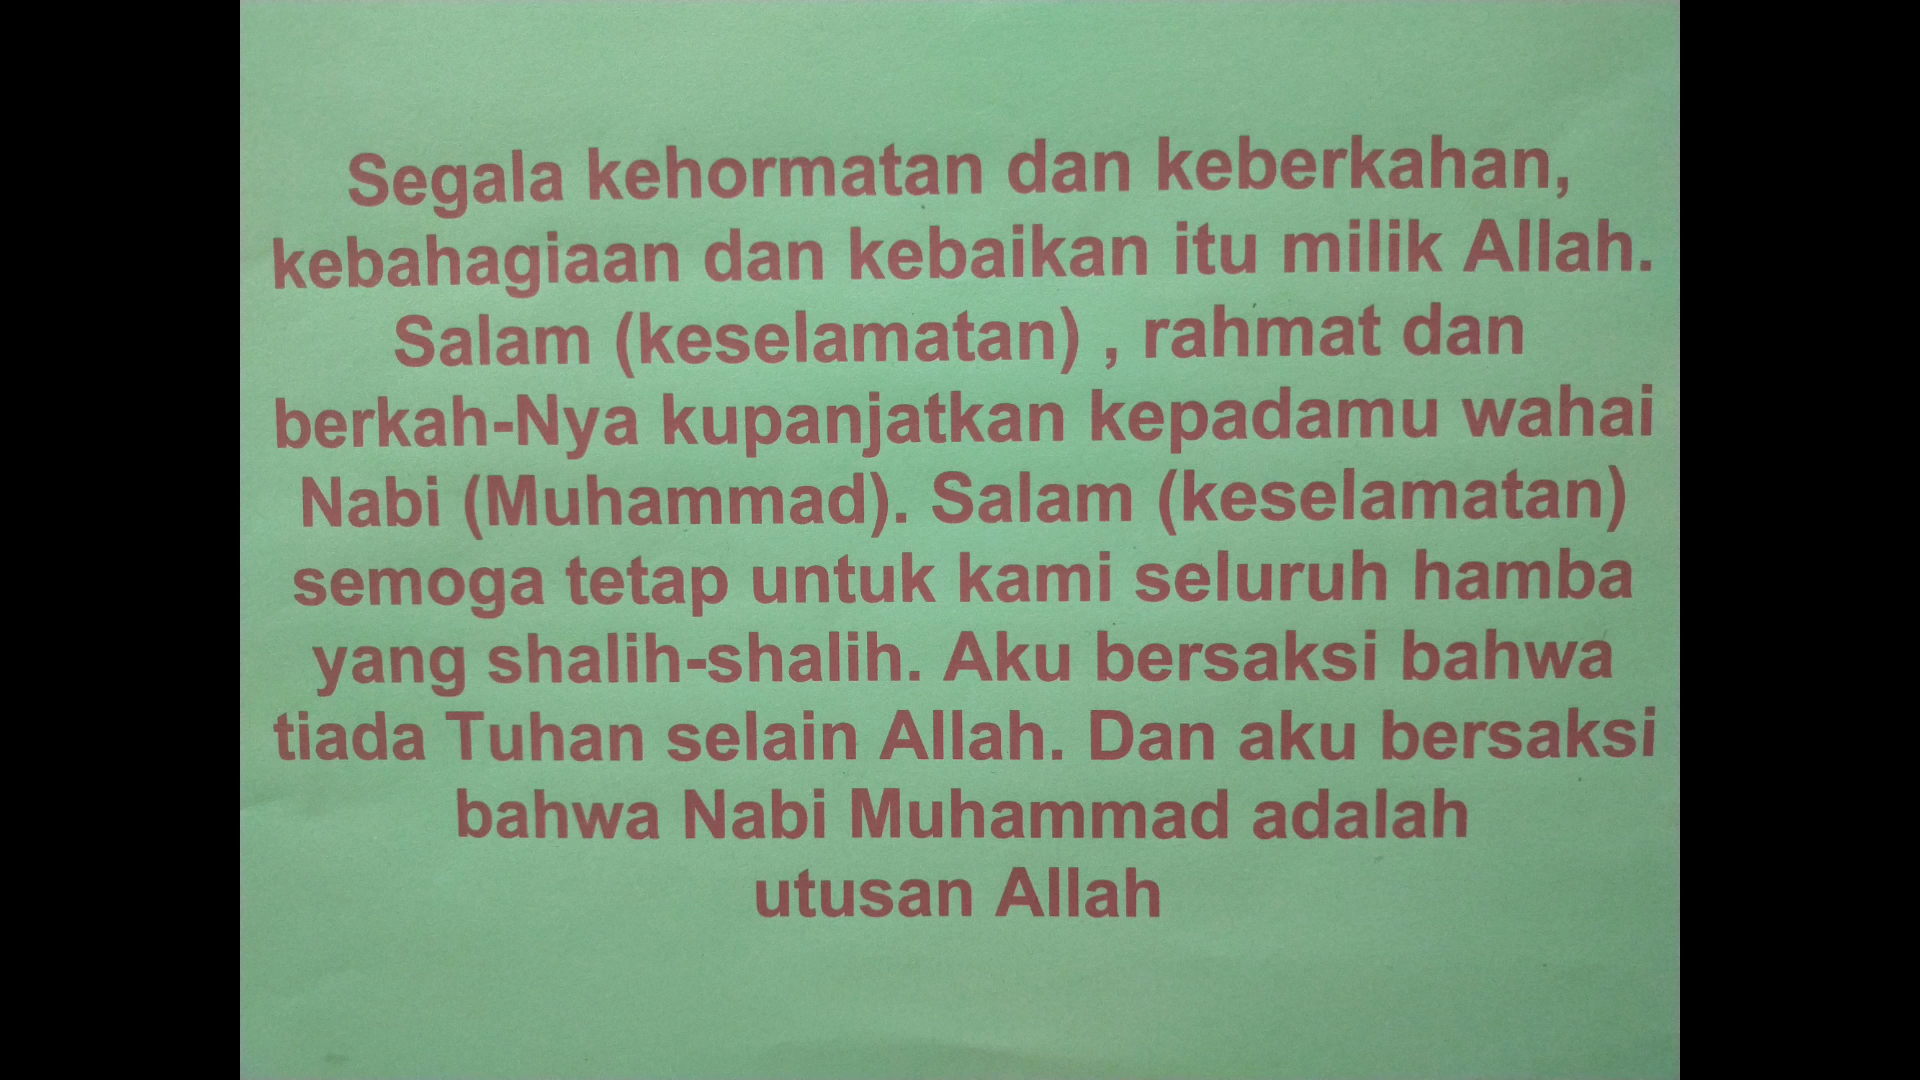 Segala kehormatan dan keberkahan,
kebahagiaan dan kebaikan itu milik Allah.
Salam (keselamatan) , rahmat dan
berkah-Nya kupanjatkan kepadamu wahai
Nabi (Muhammad). Salam (keselamatan)
semoga tetap untuk kami seluruh hamba
yang shalih-shalih. Aku bersaksi bahwa
tiada Tuhan selain Allah. Dan aku bersaksi
bahwa Nabi Muhammad adalah
utusan Allah